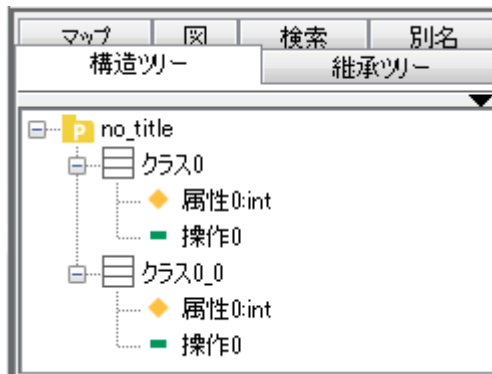 マップ 図 検索 別名
構造ツリー 継承ツリー
P no_title
クラス0
属性0:int
操作0
クラス0_0
属性0:int
操作0